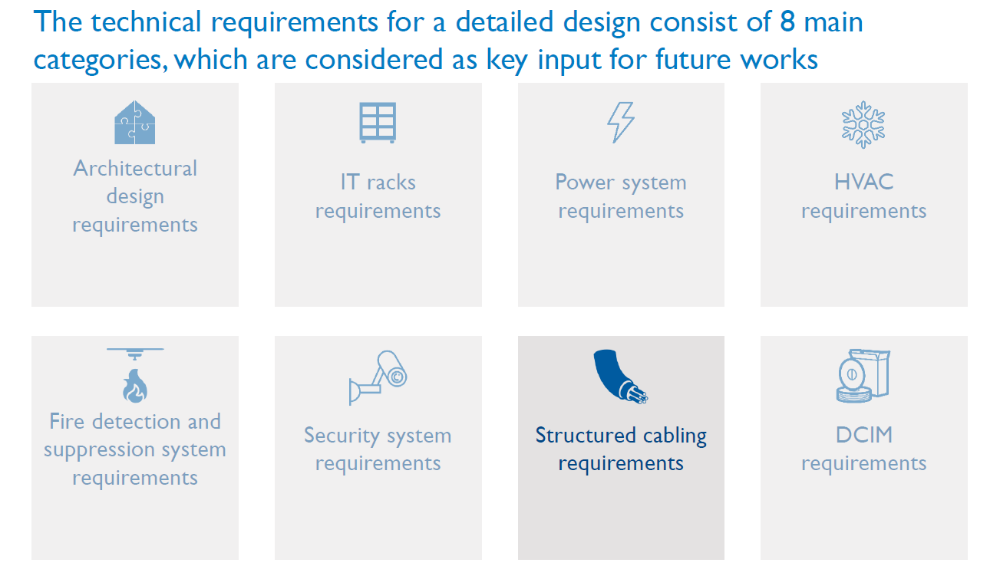 The technical requirements for a detailed design consist of 8 main
categories, which are considered as key input for future works
Architectural
design
requirements
IT racks
requirements
Power system
requirements
HVAC
requirements
Fire detection and
suppression system
requirements
Security system
requirements
Structured cabling
requirements
DCIM
requirements